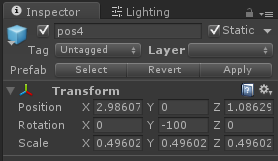 Inspector Lighting
pos4 Static
Tag Untagged Layer
Prefab Select Revert Apply
Transform
Position X 2.98607 Y 0 Z 1.08629
Rotation X 0 Y -100 Z 0
Scale X 0.49602 Y 0.49602 Z 0.49602